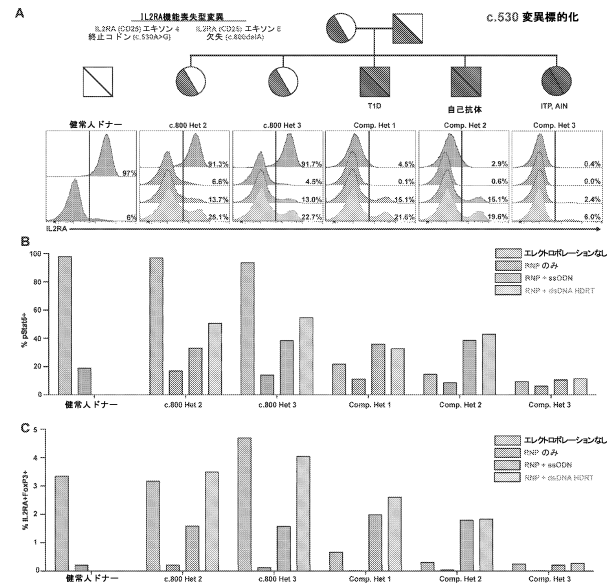 A
IL2RA機能喪失型変異
IL2RA (CD25) エキソン 4
終止コドン (c.530A>G)
IL2RA (CD25) エキソン 8
欠失 (c.800delA)
c.530 変異標的化
T1D
自己抗体
ITP, AIN
健常人ドナー
c.800 Het 2
c.800 Het 3
Comp. Het 1
Comp. Het 2
Comp. Het 3
97%
6%
91.3%
6.6%
13.7%
25.1%
91.7%
4.5%
13.0%
22.7%
4.5%
0.1%
15.1%
21.6%
2.9%
0.6%
15.1%
19.6%
0.4%
0.0%
2.4%
6.0%
IL2RA
B
% pStat5+
100
80
60
40
20
0
エレクトロポレーションなし
RNP のみ
RNP + ssODN
RNP + dsDNA HDRT
健常人ドナー
c.800 Het 2
c.800 Het 3
Comp. Het 1
Comp. Het 2
Comp. Het 3
C
% IL2RA+FoxP3+
5
4
3
2
1
0
エレクトロポレーションなし
RNP のみ
RNP + ssODN
RNP + dsDNA HDRT
健常人ドナー
c.800 Het 2
c.800 Het 3
Comp. Het 1
Comp. Het 2
Comp. Het 3